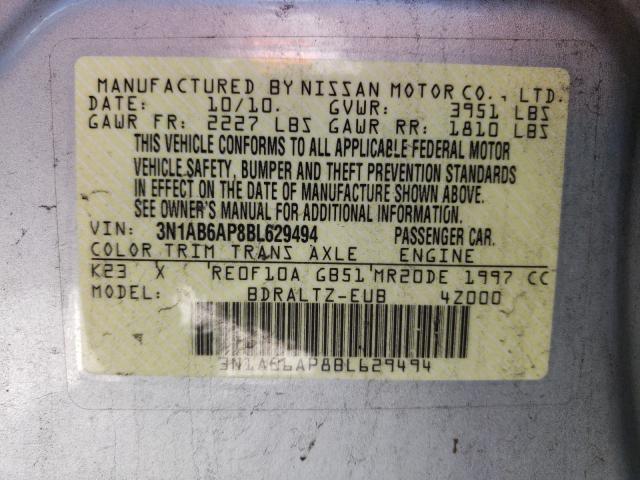 MANUFACTURED BY NISSAN MOTOR CO., LTD.
DATE: 10/10. GVWR: 3951 LBS
GAWR FR: 2227 LBS GAWR RR: 1810 LBS
THIS VEHICLE CONFORMS TO ALL APPLICABLE FEDERAL MOTOR
VEHICLE SAFETY, BUMPER AND THEFT PREVENTION STANDARDS
IN EFFECT ON THE DATE OF MANUFACTURE SHOWN ABOVE.
SEE OWNER'S MANUAL FOR ADDITIONAL INFORMATION.
VIN: 3N1AB6AP8BL629494 PASSENGER CAR.
COLOR TRIM TRANS AXLE ENGINE
K23 X RE0F10A GB51 MR20DE 1997 CC
MODEL: BDRALTZ-EUB 4Z000
3N1AB6AP8BL629494